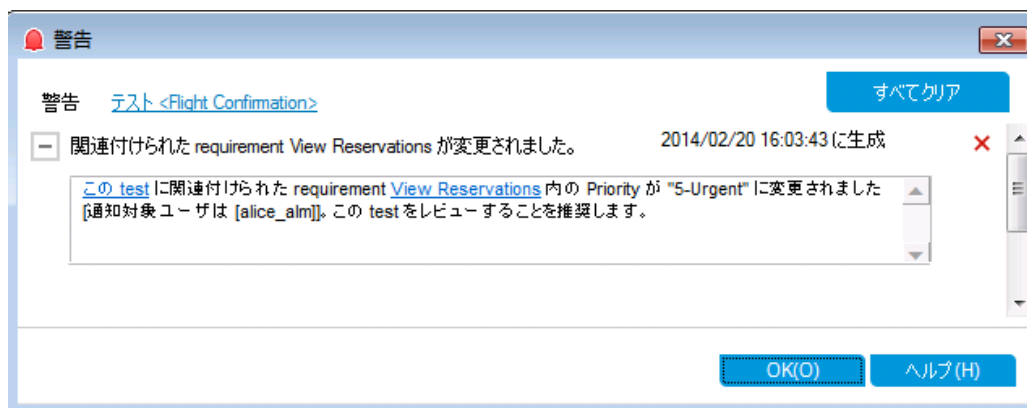 警告
すべてクリア
警告 テスト <Flight Confirmation>
関連付けられた requirement View Reservations が変更されました。 2014/02/20 16:03:43 に生成
この test に関連付けられた requirement View Reservations 内の Priority が "5-Urgent" に変更されました
[通知対象ユーザは [alice_alm]]。この test をレビューすることを推奨します。
OK(O) ヘルプ(H)